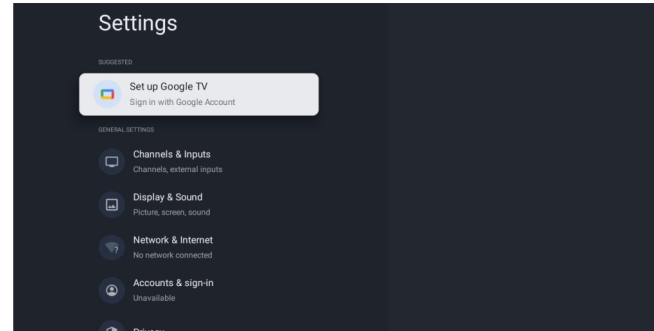 Settings
SUGGESTED
Set up Google TV
Sign in with Google Account
GENERAL SETTINGS
Channels & Inputs
Channels, external inputs
Display & Sound
Picture, screen, sound
Network & Internet
No network connected
Accounts & sign-in
Unavailable
Privacy